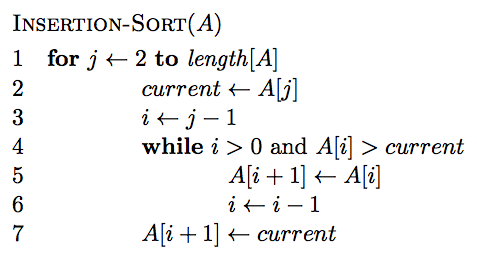 INSERTION-SORT(A)
1 for j ← 2 to length[A]
2 current ← A[j]
3 i ← j − 1
4 while i > 0 and A[i] > current
5 A[i + 1] ← A[i]
6 i ← i − 1
7 A[i + 1] ← current